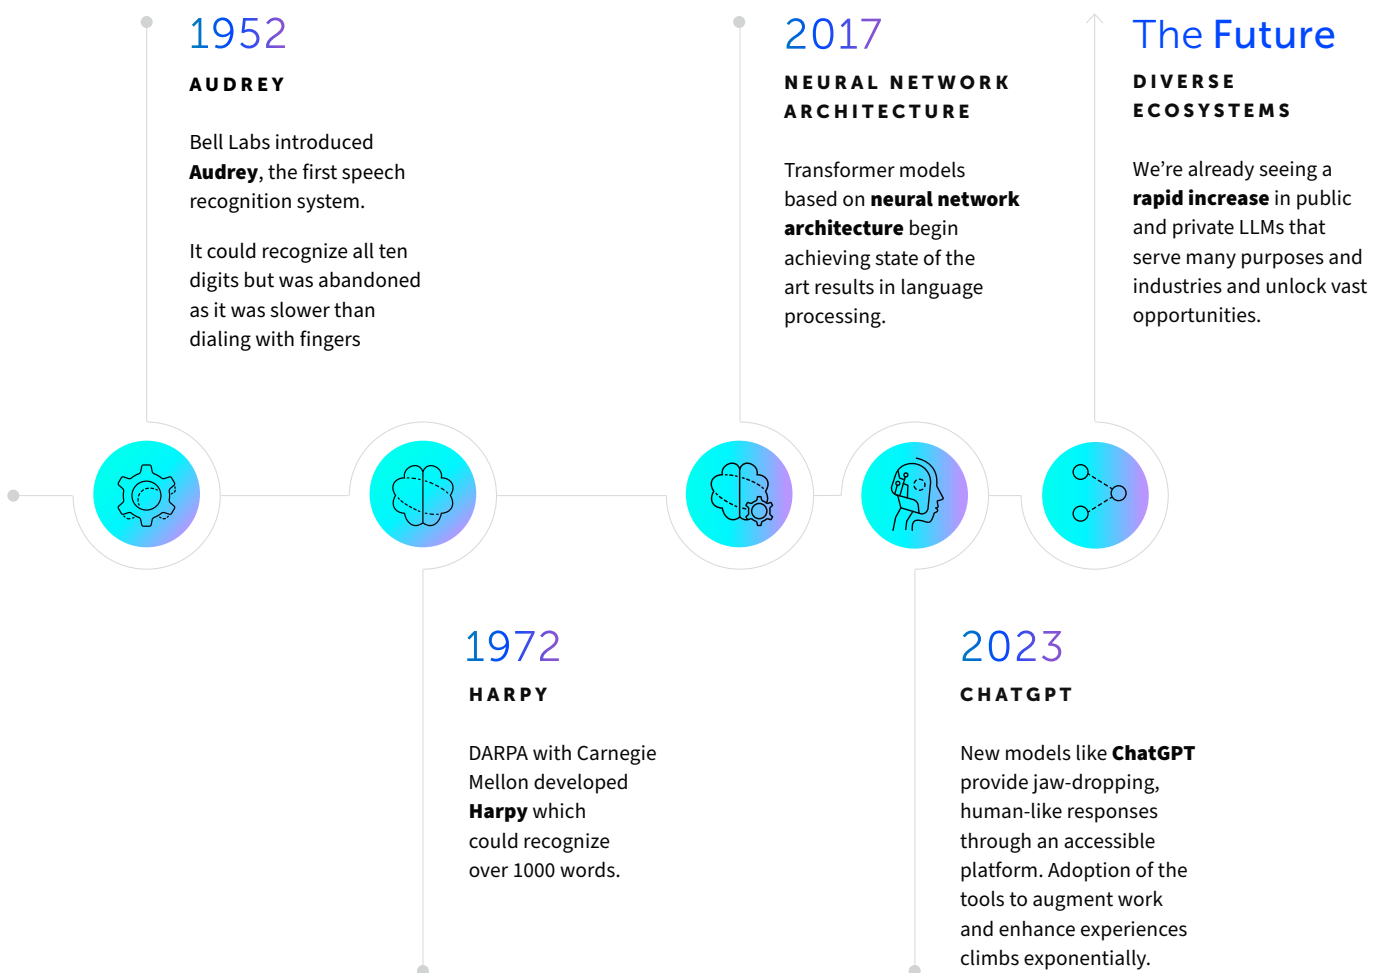 1952
AUDREY
Bell Labs introduced
Audrey, the first speech
recognition system.
It could recognize all ten
digits but was abandoned
as it was slower than
dialing with fingers
1972
HARPY
DARPA with Carnegie
Mellon developed
Harpy which
could recognize
over 1000 words.
2017
NEURAL NETWORK
ARCHITECTURE
Transformer models
based on neural network
architecture begin
achieving state of the
art results in language
processing.
2023
CHATGPT
New models like ChatGPT
provide jaw-dropping,
human-like responses
through an accessible
platform. Adoption of the
tools to augment work
and enhance experiences
climbs exponentially.
The Future
DIVERSE
ECOSYSTEMS
We’re already seeing a
rapid increase in public
and private LLMs that
serve many purposes and
industries and unlock vast
opportunities.